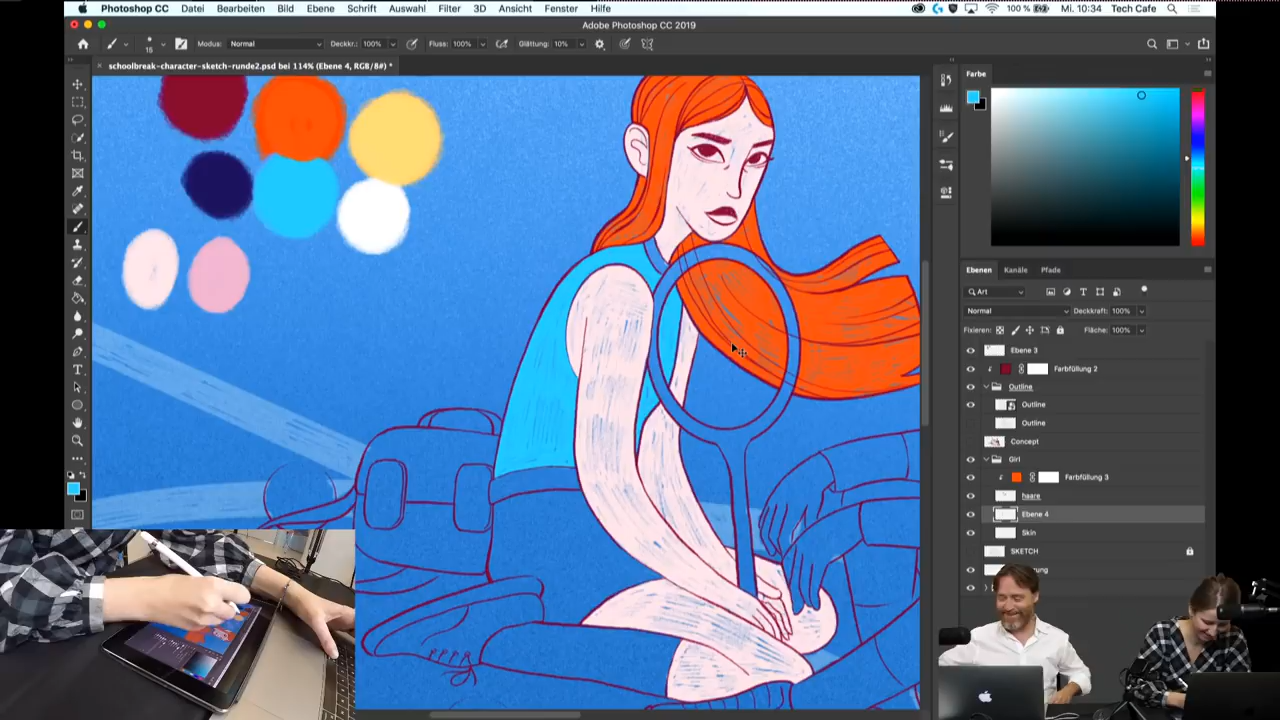 Photoshop CC Datei Bearbeiten Bild Ebene Schrift Auswahl Filter 3D Ansicht Fenster Hilfe 100 % Mi. 10:34 Tech Cafe
Adobe Photoshop CC 2019
15 Modus: Normal Deckkr.: 100% Fluss: 100% Glättung: 10%
schoolbreak-character-sketch-runde2.psd bei 114% (Ebene 4, RGB/8#) *
Farbe
Ebenen Kanäle Pfade
Art
Normal Deckkraft: 100%
Fixieren: Fläche: 100%
Ebene 3
Farbfüllung 2
Outline
Outline
Outline
Concept
Girl
Farbfüllung 3
haare
Ebene 4
Skin
SKETCH